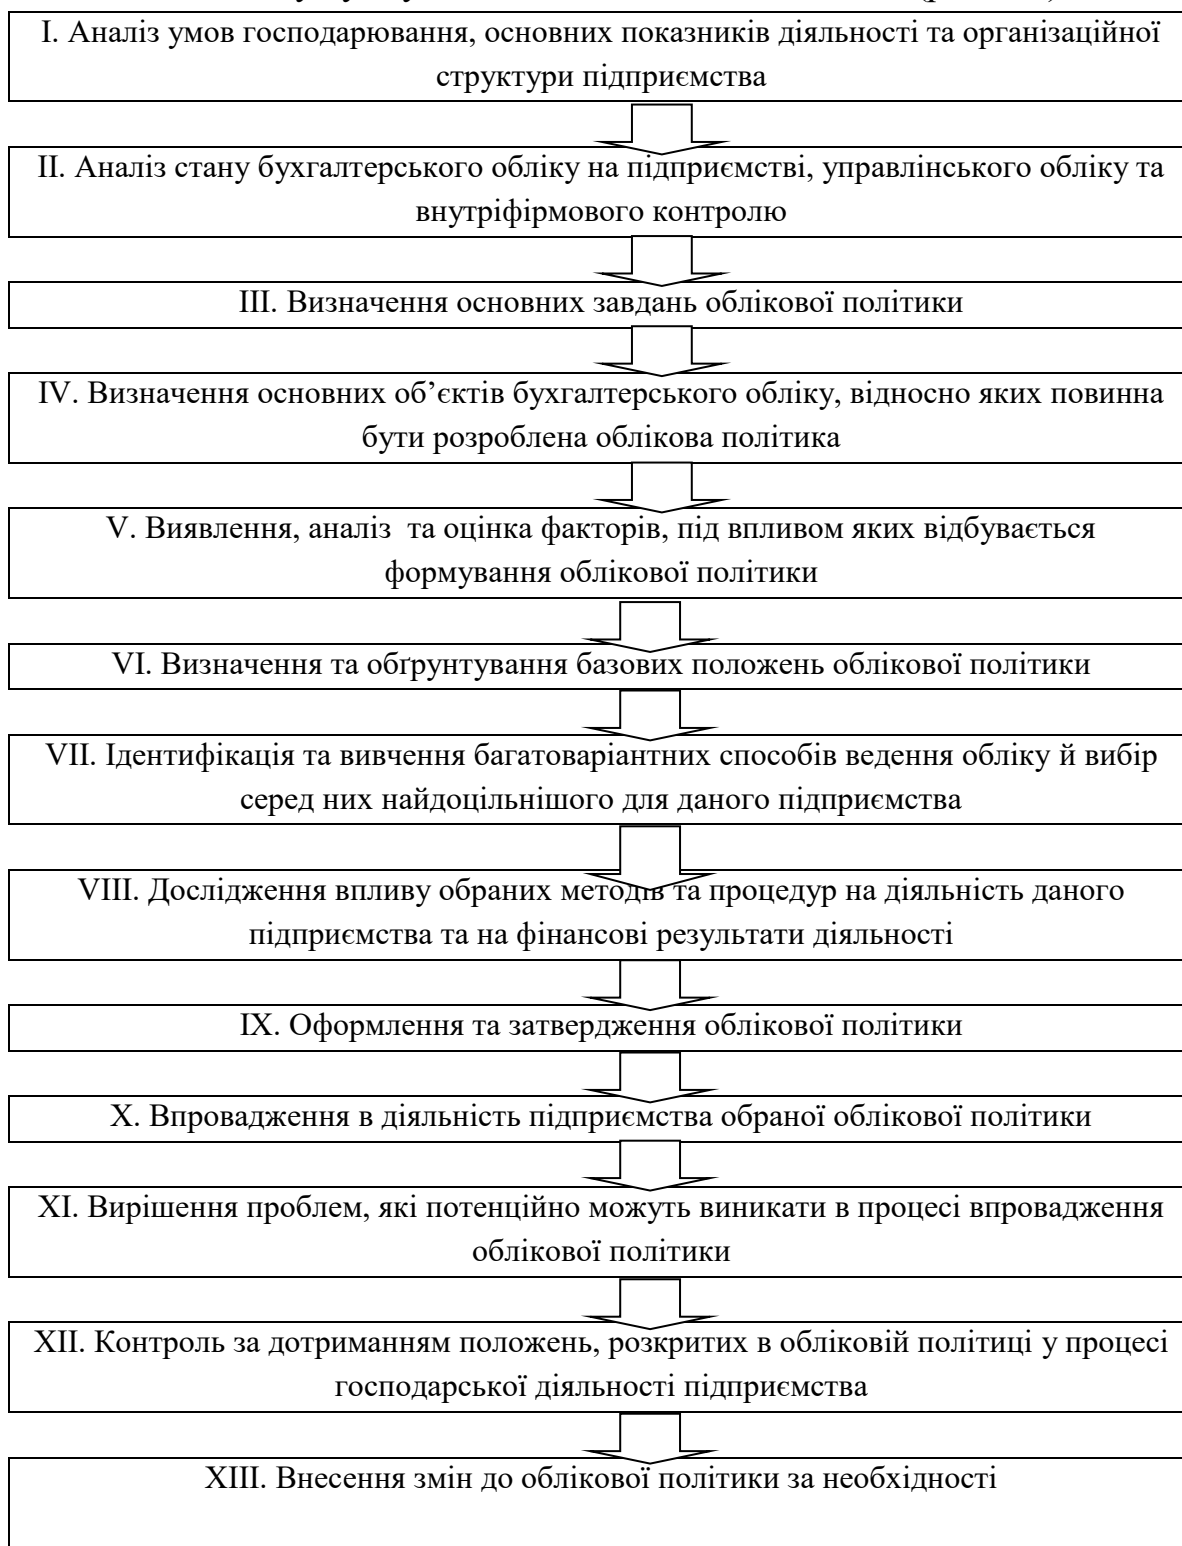 І. Аналіз умов господарювання, основних показників діяльності та організаційної
структури підприємства
ІІ. Аналіз стану бухгалтерського обліку на підприємстві, управлінського обліку та
внутріфірмового контролю
ІІІ. Визначення основних завдань облікової політики
IV. Визначення основних об’єктів бухгалтерського обліку, відносно яких повинна
бути розроблена облікова політика
V. Виявлення, аналіз та оцінка факторів, під впливом яких відбувається
формування облікової політики
VI. Визначення та обґрунтування базових положень облікової політики
VII. Ідентифікація та вивчення багатоваріантних способів ведення обліку й вибір
серед них найдоцільнішого для даного підприємства
VIII. Дослідження впливу обраних методів та процедур на діяльність даного
підприємства та на фінансові результати діяльності
IX. Оформлення та затвердження облікової політики
X. Впровадження в діяльність підприємства обраної облікової політики
XI. Вирішення проблем, які потенційно можуть виникати в процесі впровадження
облікової політики
XII. Контроль за дотриманням положень, розкритих в обліковій політиці у процесі
господарської діяльності підприємства
XIII. Внесення змін до облікової політики за необхідності